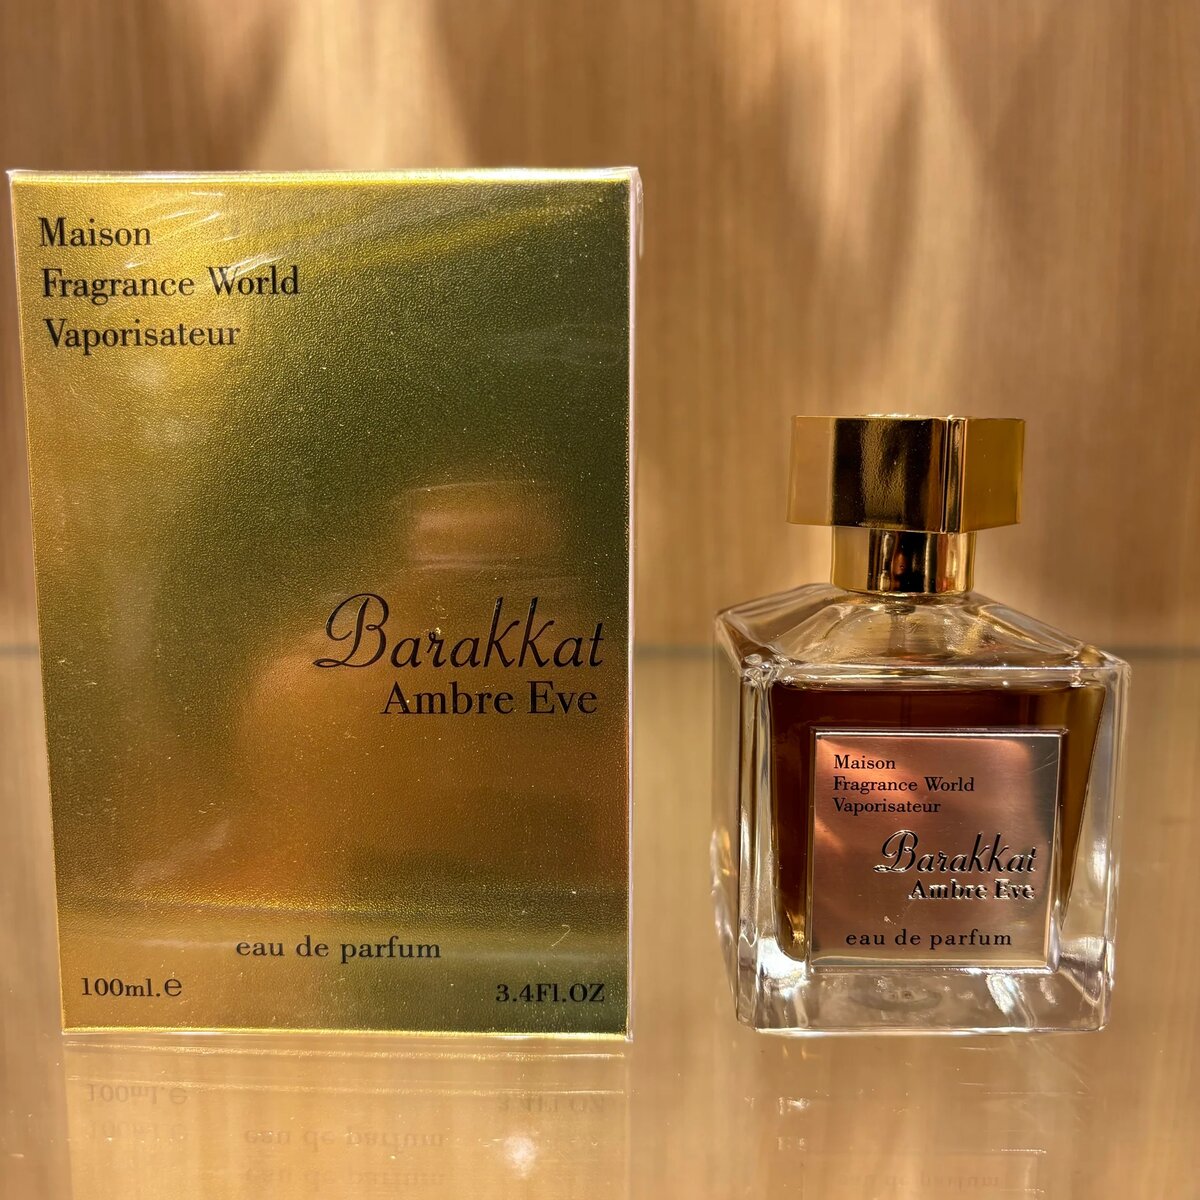 Maison
Fragrance World
Vaporisateur
Barakkat
Ambre Eve
eau de parfum
100ml.e
3.4Fl.OZ
Maison
Fragrance World
Vaporisateur
Barakkat
Ambre Eve
eau de parfum